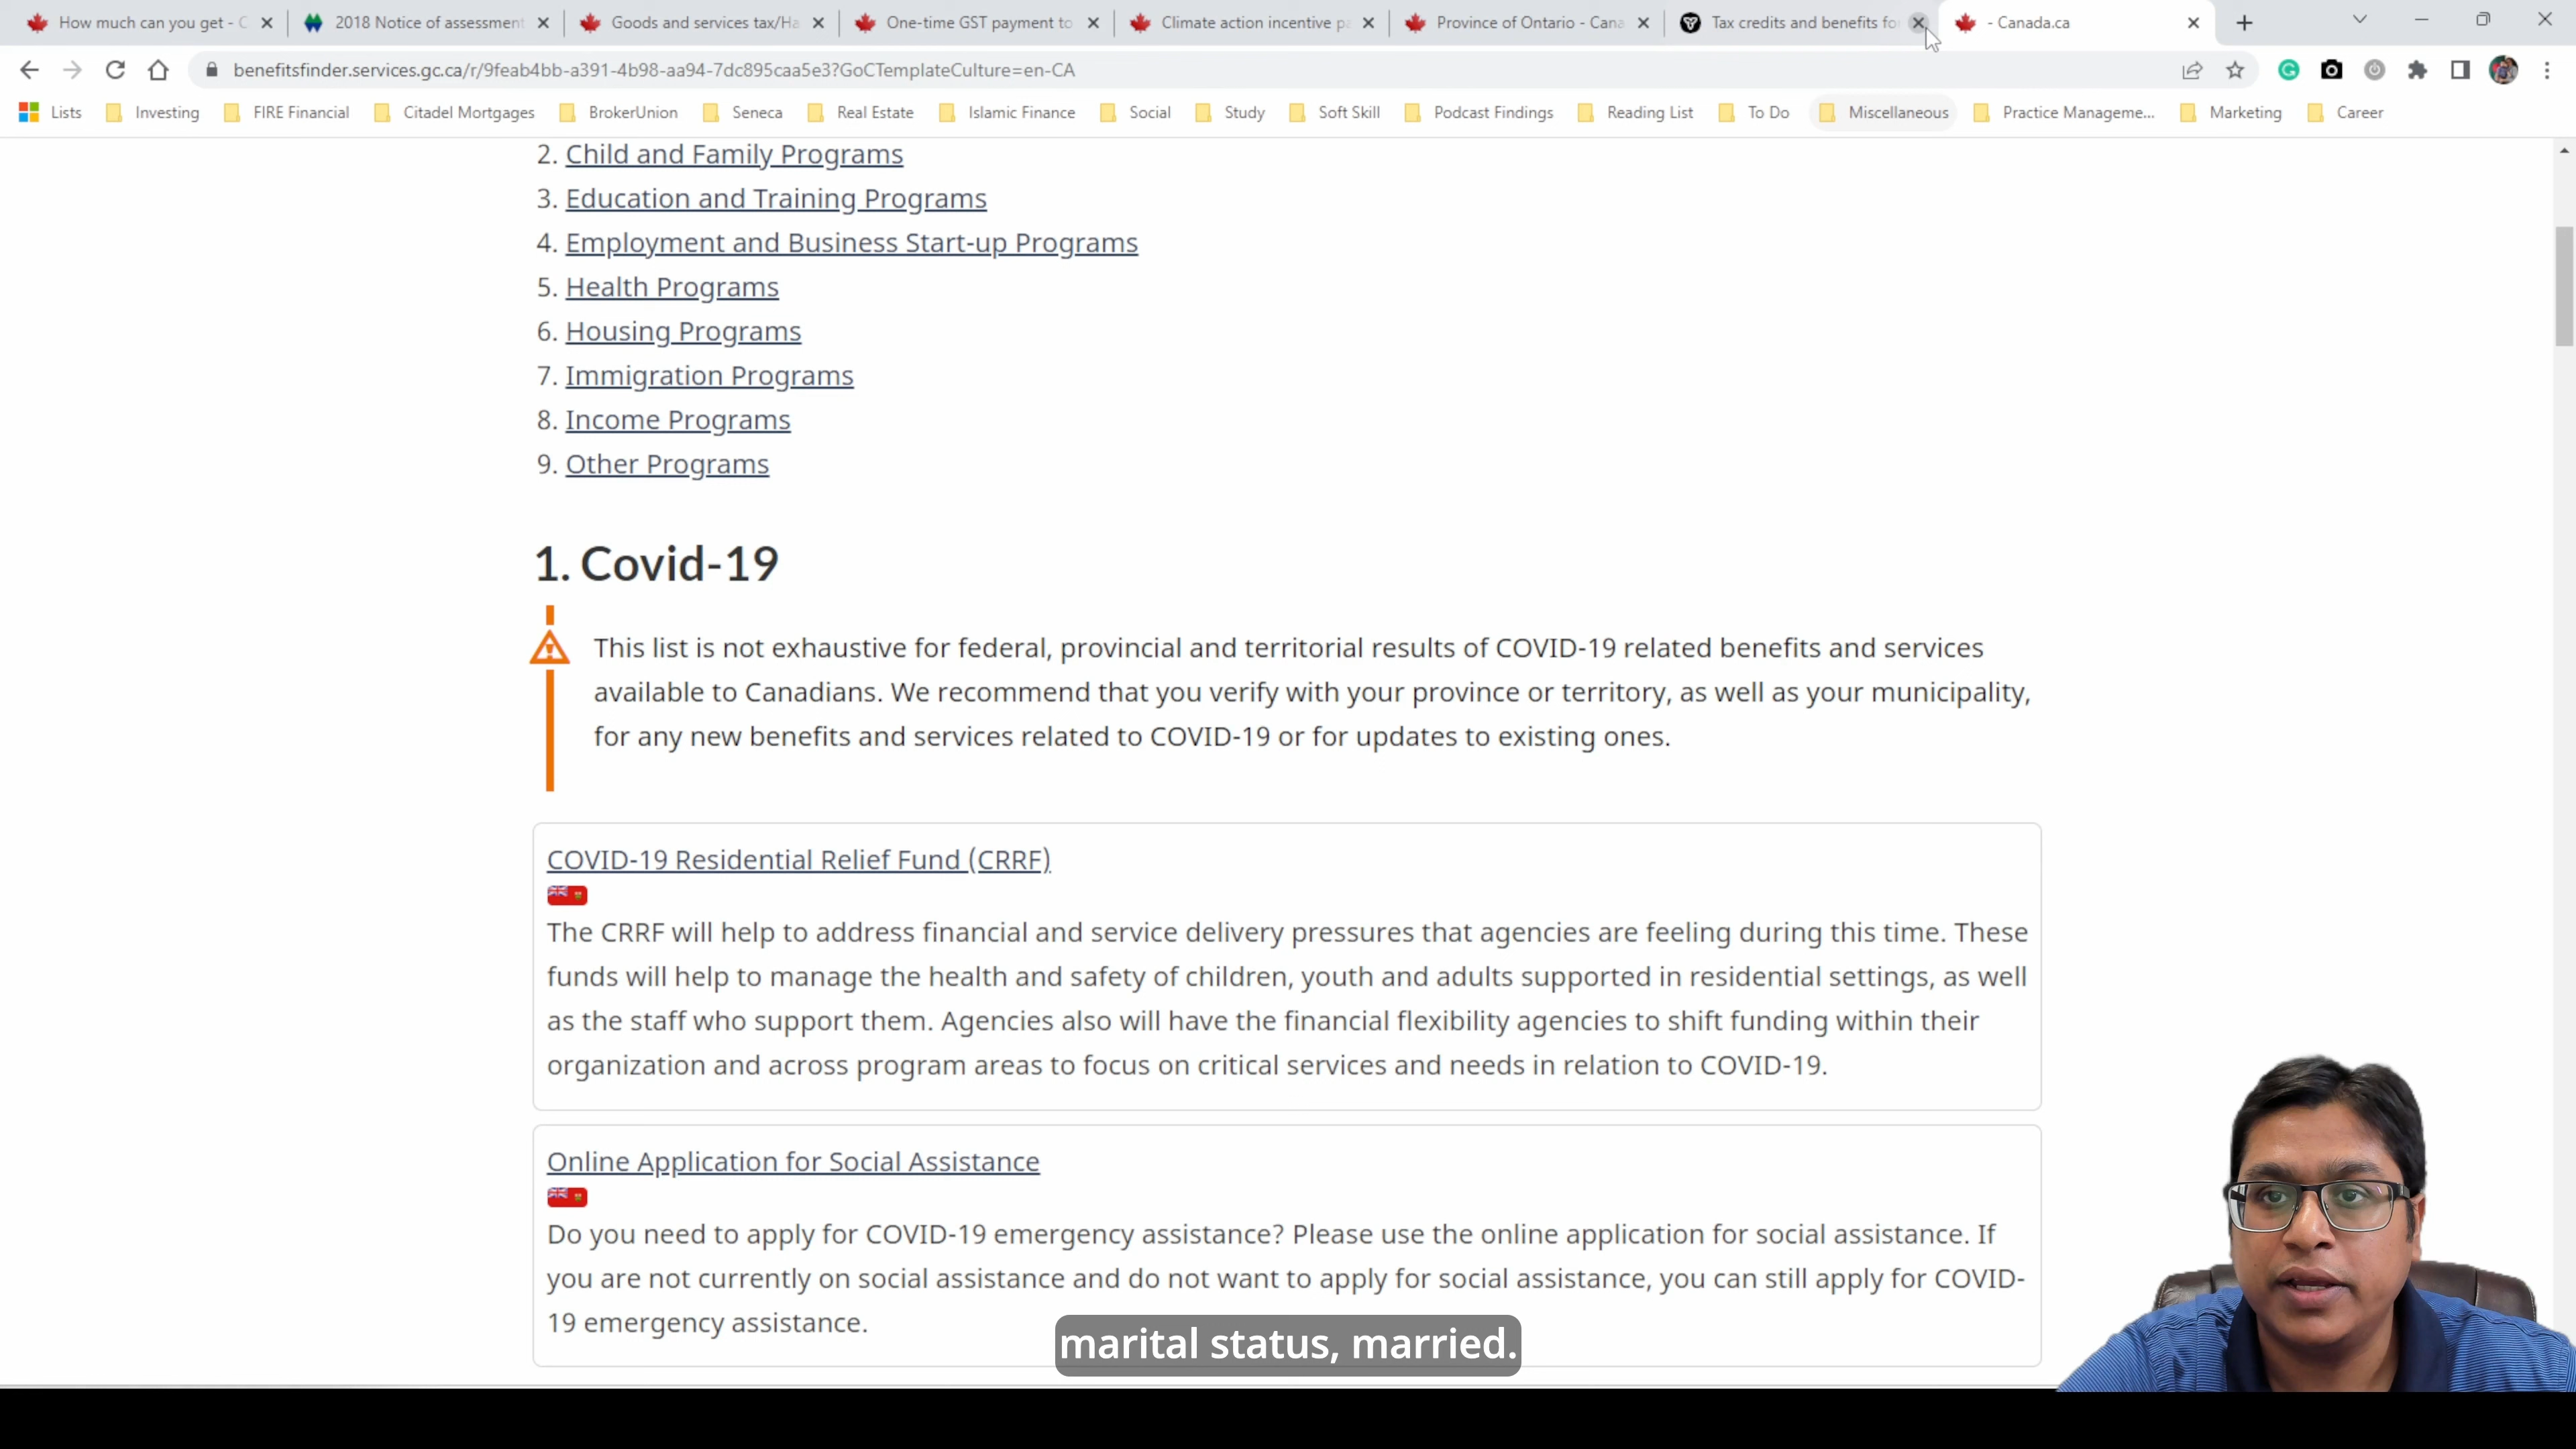 How much can you get - C
2018 Notice of assessment
Goods and services tax/Ha
One-time GST payment to
Climate action incentive pa
Province of Ontario - Cana
Tax credits and benefits fo
- Canada.ca
benefitsfinder.services.gc.ca/r/9feab4bb-a391-4b98-aa94-7dc895caa5e3?GoCTemplateCulture=en-CA
Lists Investing FIRE Financial Citadel Mortgages BrokerUnion Seneca Real Estate Islamic Finance Social Study Soft Skill Podcast Findings Reading List To Do Miscellaneous Practice Manageme... Marketing Career
2. Child and Family Programs
3. Education and Training Programs
4. Employment and Business Start-up Programs
5. Health Programs
6. Housing Programs
7. Immigration Programs
8. Income Programs
9. Other Programs
1. Covid-19
This list is not exhaustive for federal, provincial and territorial results of COVID-19 related benefits and services
available to Canadians. We recommend that you verify with your province or territory, as well as your municipality,
for any new benefits and services related to COVID-19 or for updates to existing ones.
COVID-19 Residential Relief Fund (CRRF)
The CRRF will help to address financial and service delivery pressures that agencies are feeling during this time. These
funds will help to manage the health and safety of children, youth and adults supported in residential settings, as well
as the staff who support them. Agencies also will have the financial flexibility agencies to shift funding within their
organization and across program areas to focus on critical services and needs in relation to COVID-19.
Online Application for Social Assistance
Do you need to apply for COVID-19 emergency assistance? Please use the online application for social assistance. If
you are not currently on social assistance and do not want to apply for social assistance, you can still apply for COVID-
19 emergency assistance.
marital status, married.